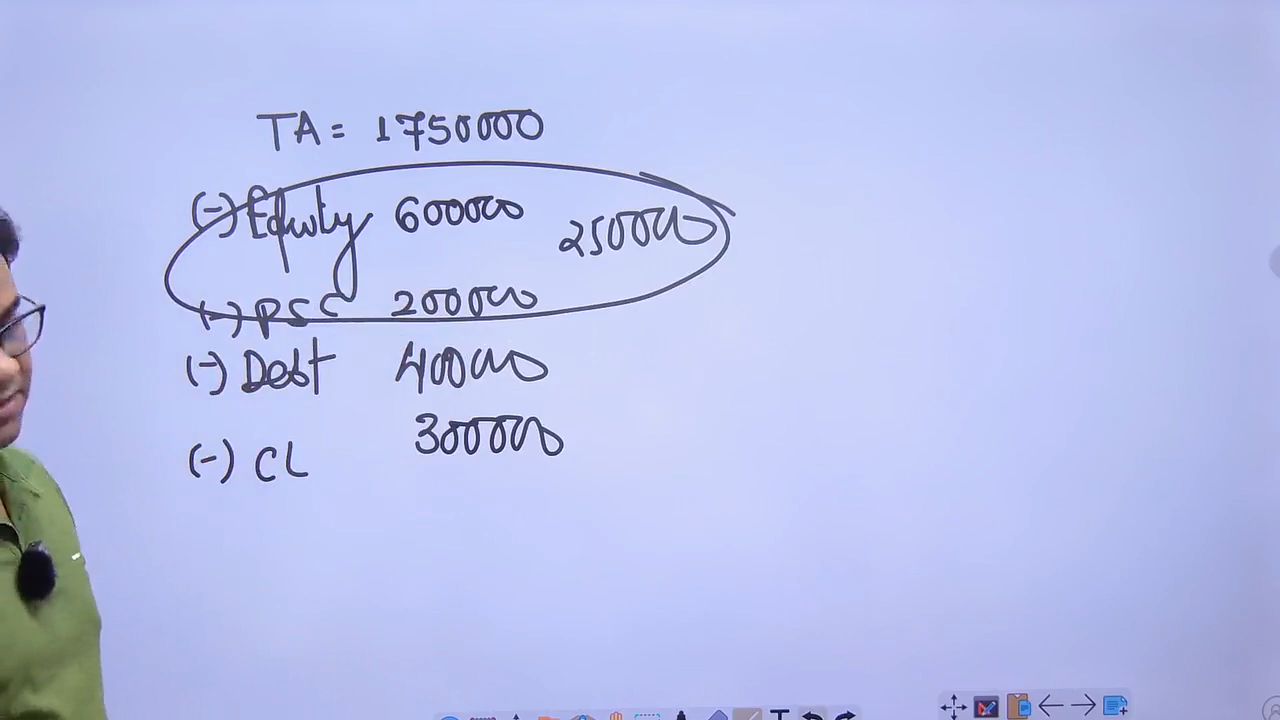 TA = 1750000
(-) Equity 600000 250000
(-) PSC 200000
(-) Debt 400000
(-) CL 300000